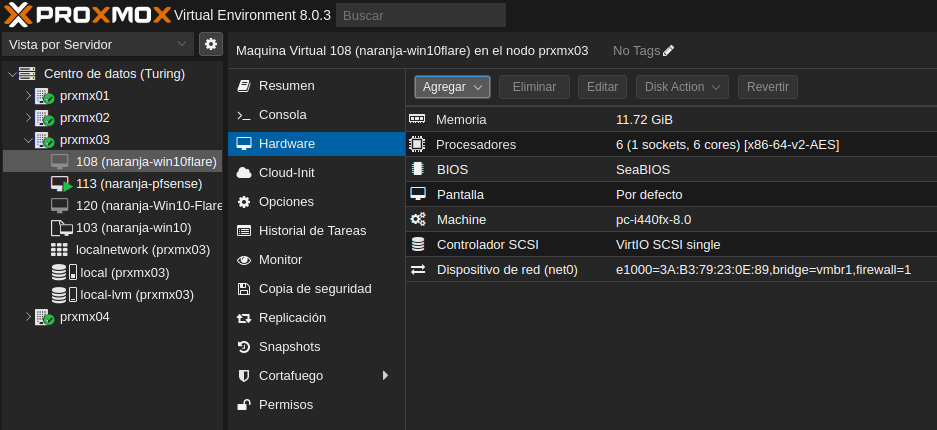 PROXMOX Virtual Environment 8.0.3 Buscar
Vista por Servidor
Centro de datos (Turing)
prxmx01
prxmx02
prxmx03
108 (naranja-win10flare)
113 (naranja-pfsense)
120 (naranja-Win10-Flare
103 (naranja-win10)
localnetwork (prxmx03)
local (prxmx03)
local-lvm (prxmx03)
prxmx04
Maquina Virtual 108 (naranja-win10flare) en el nodo prxmx03 No Tags
Resumen
Consola
Hardware
Cloud-Init
Opciones
Historial de Tareas
Monitor
Copia de seguridad
Replicación
Snapshots
Cortafuego
Permisos
Agregar Eliminar Editar Disk Action Revertir
Memoria 11.72 GiB
Procesadores 6 (1 sockets, 6 cores) [x86-64-v2-AES]
BIOS SeaBIOS
Pantalla Por defecto
Machine pc-i440fx-8.0
Controlador SCSI VirtIO SCSI single
Dispositivo de red (net0) e1000=3A:B3:79:23:0E:89,bridge=vmbr1,firewall=1